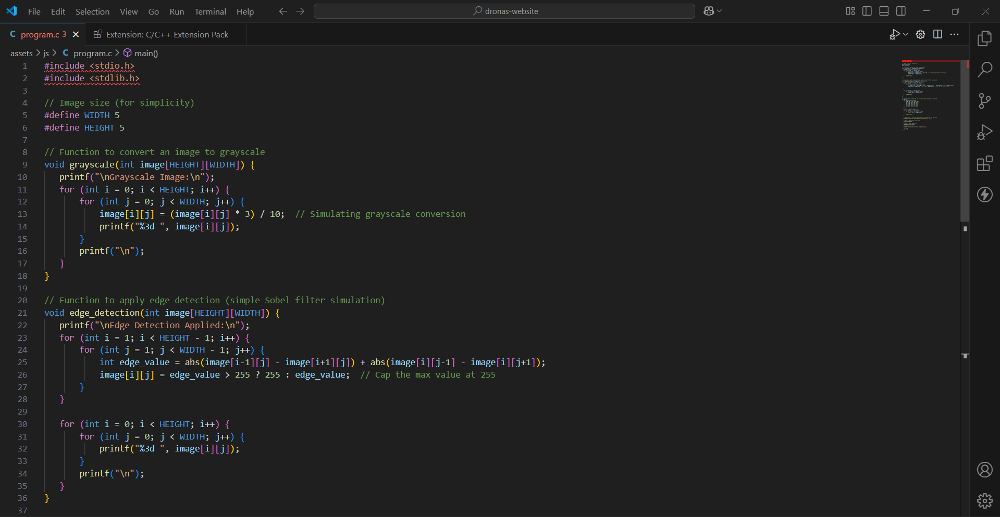 File Edit Selection View Go Run Terminal Help dronas-website
C program.c 3 Extension: C/C++ Extension Pack
assets > js > C program.c > main()
1 #include <stdio.h>
2 #include <stdlib.h>
3
4 // Image size (for simplicity)
5 #define WIDTH 5
6 #define HEIGHT 5
7
8 // Function to convert an image to grayscale
9 void grayscale(int image[HEIGHT][WIDTH]) {
10 printf("\nGrayscale Image:\n");
11 for (int i = 0; i < HEIGHT; i++) {
12 for (int j = 0; j < WIDTH; j++) {
13 image[i][j] = (image[i][j] * 3) / 10;  // Simulating grayscale conversion
14 printf("%3d ", image[i][j]);
15 }
16 printf("\n");
17 }
18 }
19
20 // Function to apply edge detection (simple Sobel filter simulation)
21 void edge_detection(int image[HEIGHT][WIDTH]) {
22 printf("\nEdge Detection Applied:\n");
23 for (int i = 1; i < HEIGHT - 1; i++) {
24 for (int j = 1; j < WIDTH - 1; j++) {
25 int edge_value = abs(image[i-1][j] - image[i+1][j]) + abs(image[i][j-1] - image[i][j+1]);
26 image[i][j] = edge_value > 255 ? 255 : edge_value;  // Cap the max value at 255
27 }
28 }
29
30 for (int i = 0; i < HEIGHT; i++) {
31 for (int j = 0; j < WIDTH; j++) {
32 printf("%3d ", image[i][j]);
33 }
34 printf("\n");
35 }
36 }
37